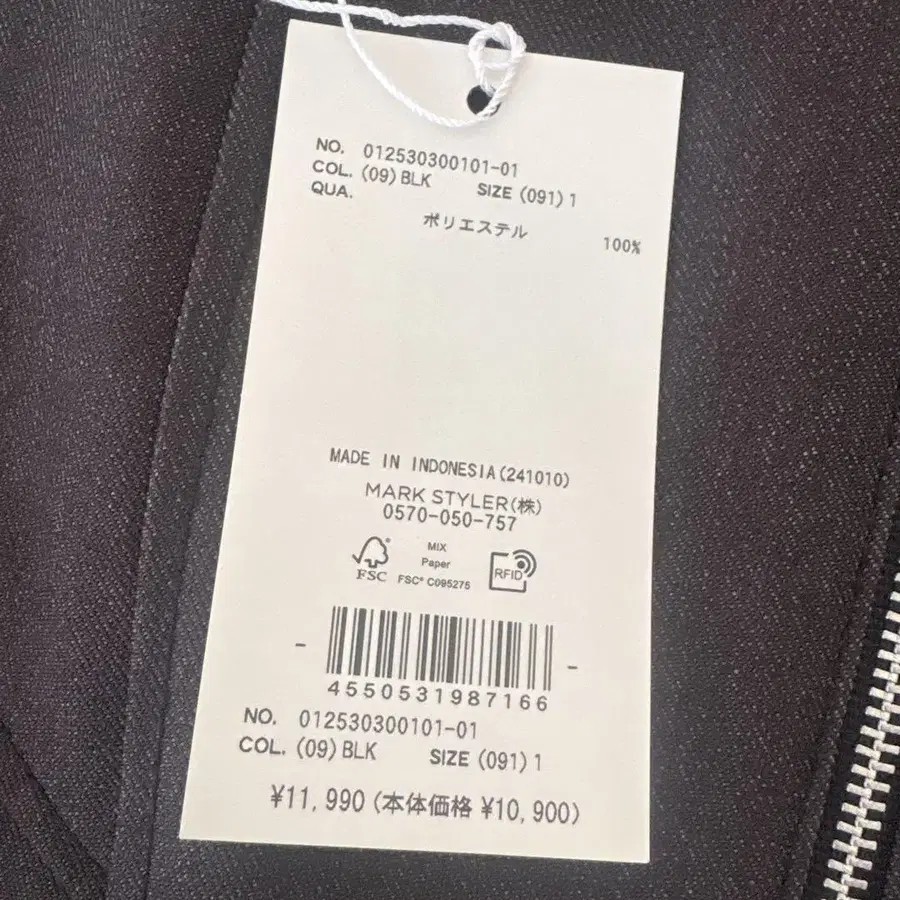 NO. 012530300101-01
COL. (09) BLK SIZE (091) 1
QUA.
ポリエステル 100%
MADE IN INDONESIA(241010)
MARK STYLER(株)
0570-050-757
FSC
MIX
Paper
FSC® C095275
RFID
4550531987166
NO. 012530300101-01
COL. (09) BLK SIZE (091) 1
¥11,990 (本体価格 ¥10,900)